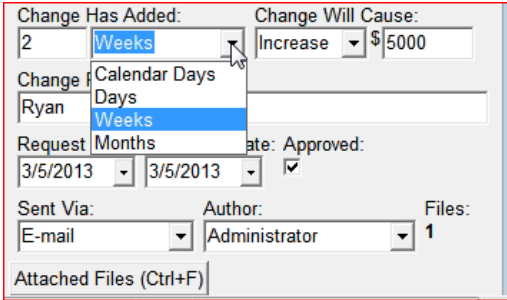 Change Has Added: Change Will Cause:
2 Weeks Increase $ 5000
Calendar Days
Change
Days
Ryan
Weeks
Request Months ate: Approved:
3/5/2013 3/5/2013
Sent Via: Author: Files:
E-mail Administrator 1
Attached Files (Ctrl+F)